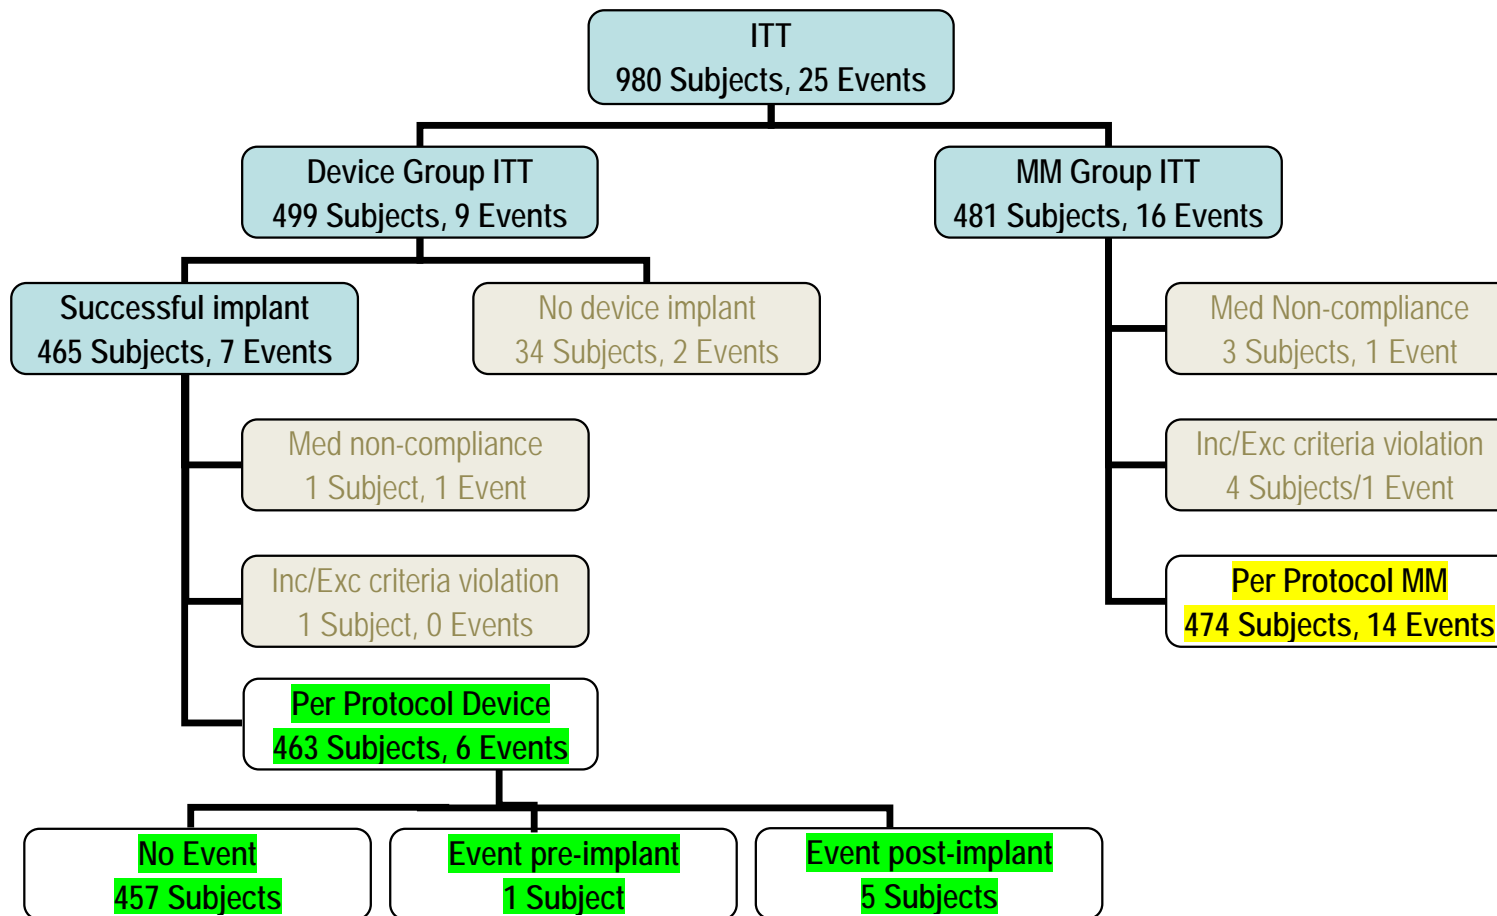 ITT
980 Subjects, 25 Events
Device Group ITT
499 Subjects, 9 Events
MM Group ITT
481 Subjects, 16 Events
Successful implant
465 Subjects, 7 Events
No device implant
34 Subjects, 2 Events
Med Non-compliance
3 Subjects, 1 Event
Med non-compliance
1 Subject, 1 Event
Inc/Exc criteria violation
4 Subjects/1 Event
Inc/Exc criteria violation
1 Subject, 0 Events
Per Protocol MM
474 Subjects, 14 Events
Per Protocol Device
463 Subjects, 6 Events
No Event
457 Subjects
Event pre-implant
1 Subject
Event post-implant
5 Subjects